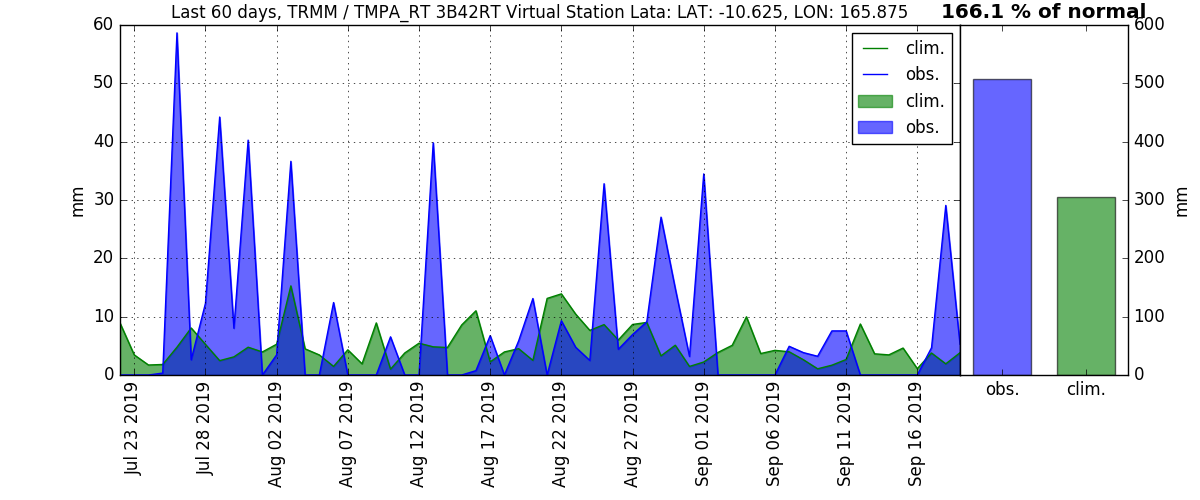 Last 60 days, TRMM / TMPA_RT 3B42RT Virtual Station Lata: LAT: -10.625, LON: 165.875
166.1 % of normal
60
50
40
30
20
10
0
mm
clim.
obs.
clim.
obs.
600
500
400
300
200
100
0
mm
obs.
clim.
Jul 23 2019
Jul 28 2019
Aug 02 2019
Aug 07 2019
Aug 12 2019
Aug 17 2019
Aug 22 2019
Aug 27 2019
Sep 01 2019
Sep 06 2019
Sep 11 2019
Sep 16 2019